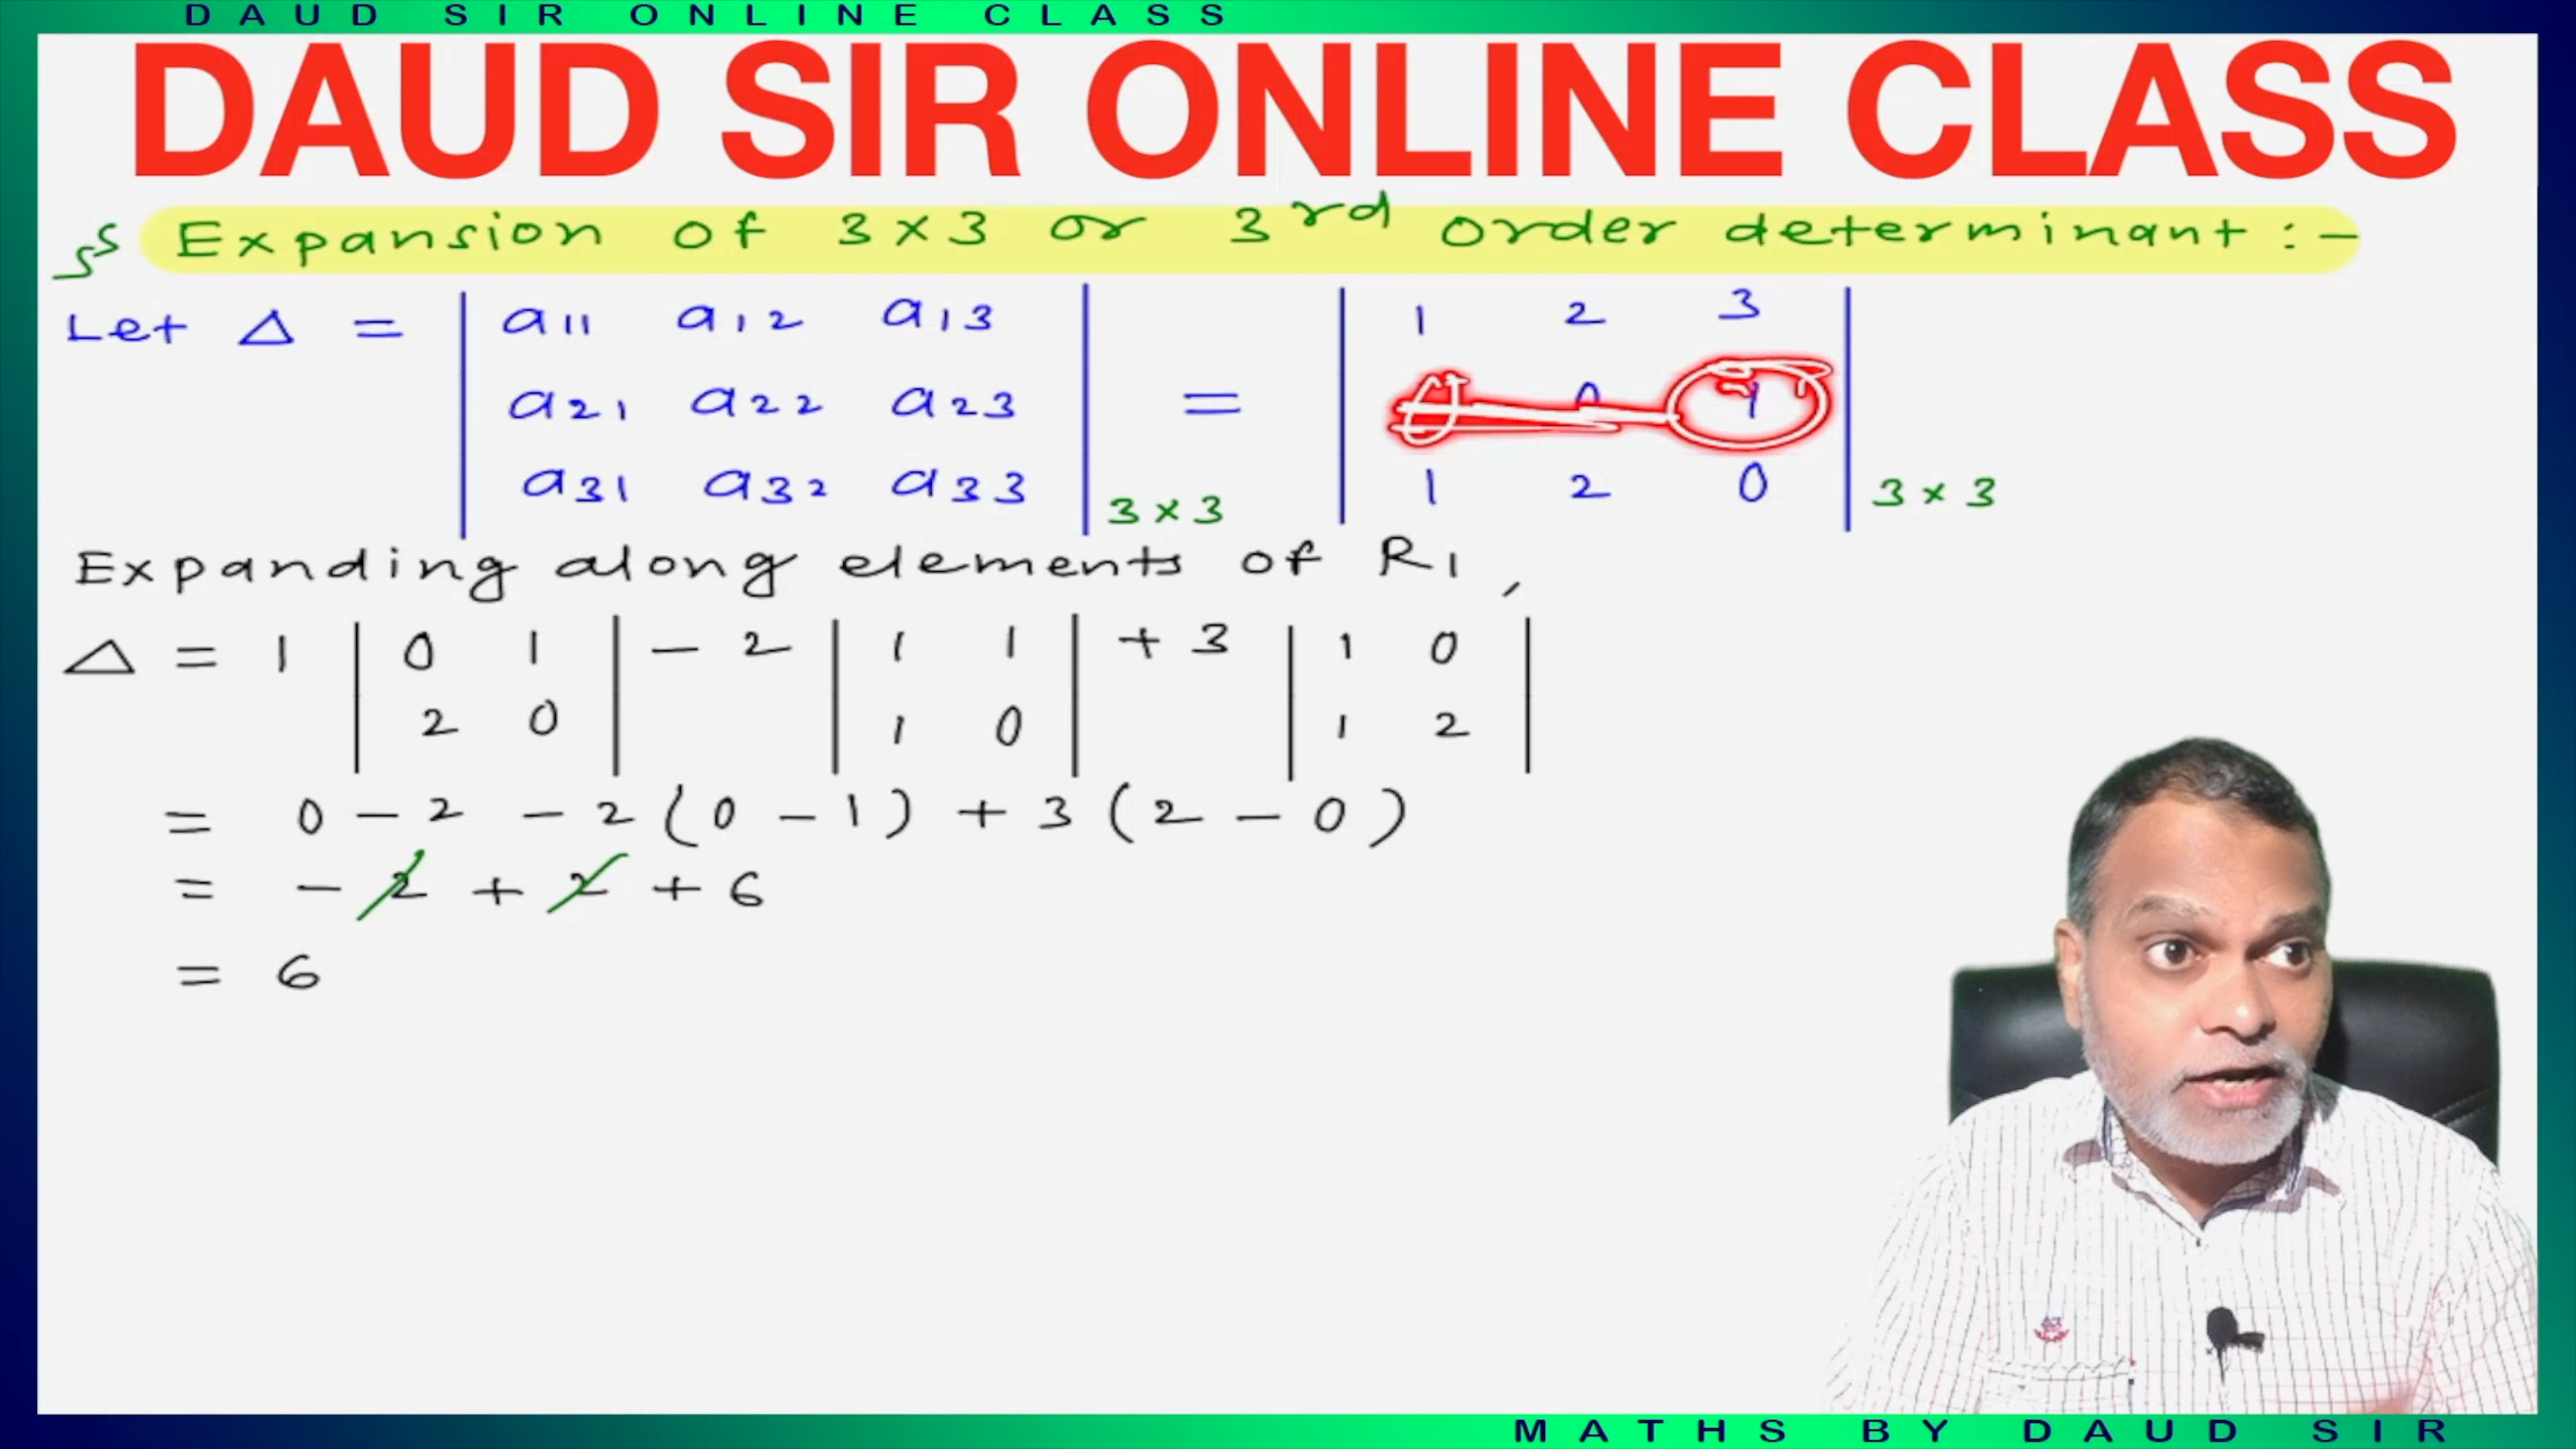 DAUD SIR ONLINE CLASS
DAUD SIR ONLINE CLASS
Expansion of 3×3 or 3rd order determinant :-
Let Δ = | a11 a12 a13 | = | 1 2 3 |
| a21 a22 a23 | | 0 1 |
| a31 a32 a33 | 3×3 | 1 2 0 | 3×3
Expanding along elements of R1,
Δ = 1 | 0 1 | - 2 | 1 1 | + 3 | 1 0 |
| 2 0 | | 1 0 | | 1 2 |
= 0 - 2 - 2 ( 0 - 1 ) + 3 ( 2 - 0 )
= - 2 + 2 + 6
= 6
MATHS BY DAUD SIR